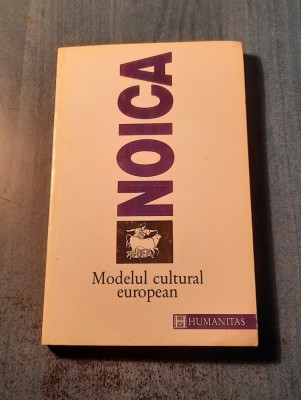 NOICA
Modelul cultural
european
HUMANITAS